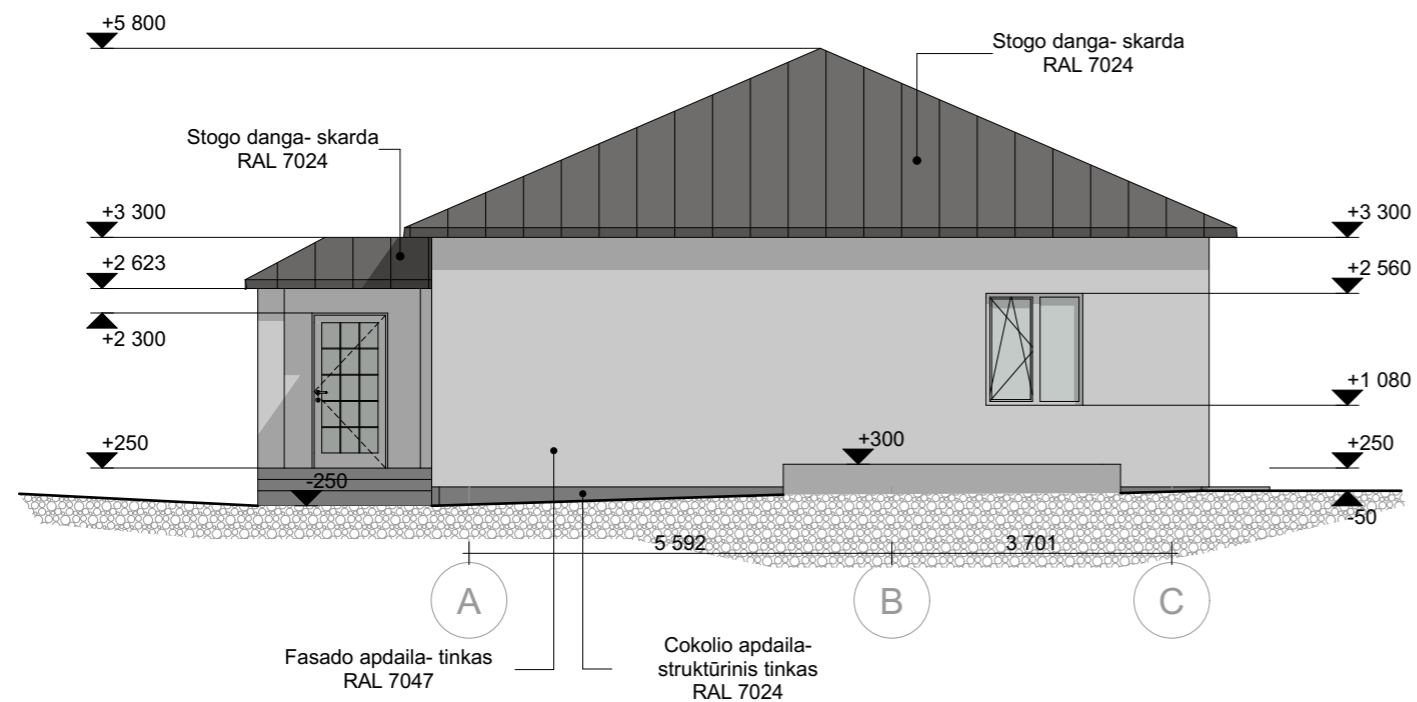 +5 800
Stogo danga- skarda
RAL 7024
Stogo danga- skarda
RAL 7024
+3 300
+3 300
+2 623
+2 560
+2 300
+1 080
+250
+300
+250
-250
-50
5 592
3 701
A
B
C
Fasado apdaila- tinkas
RAL 7047
Cokolio apdaila-
struktūrinis tinkas
RAL 7024